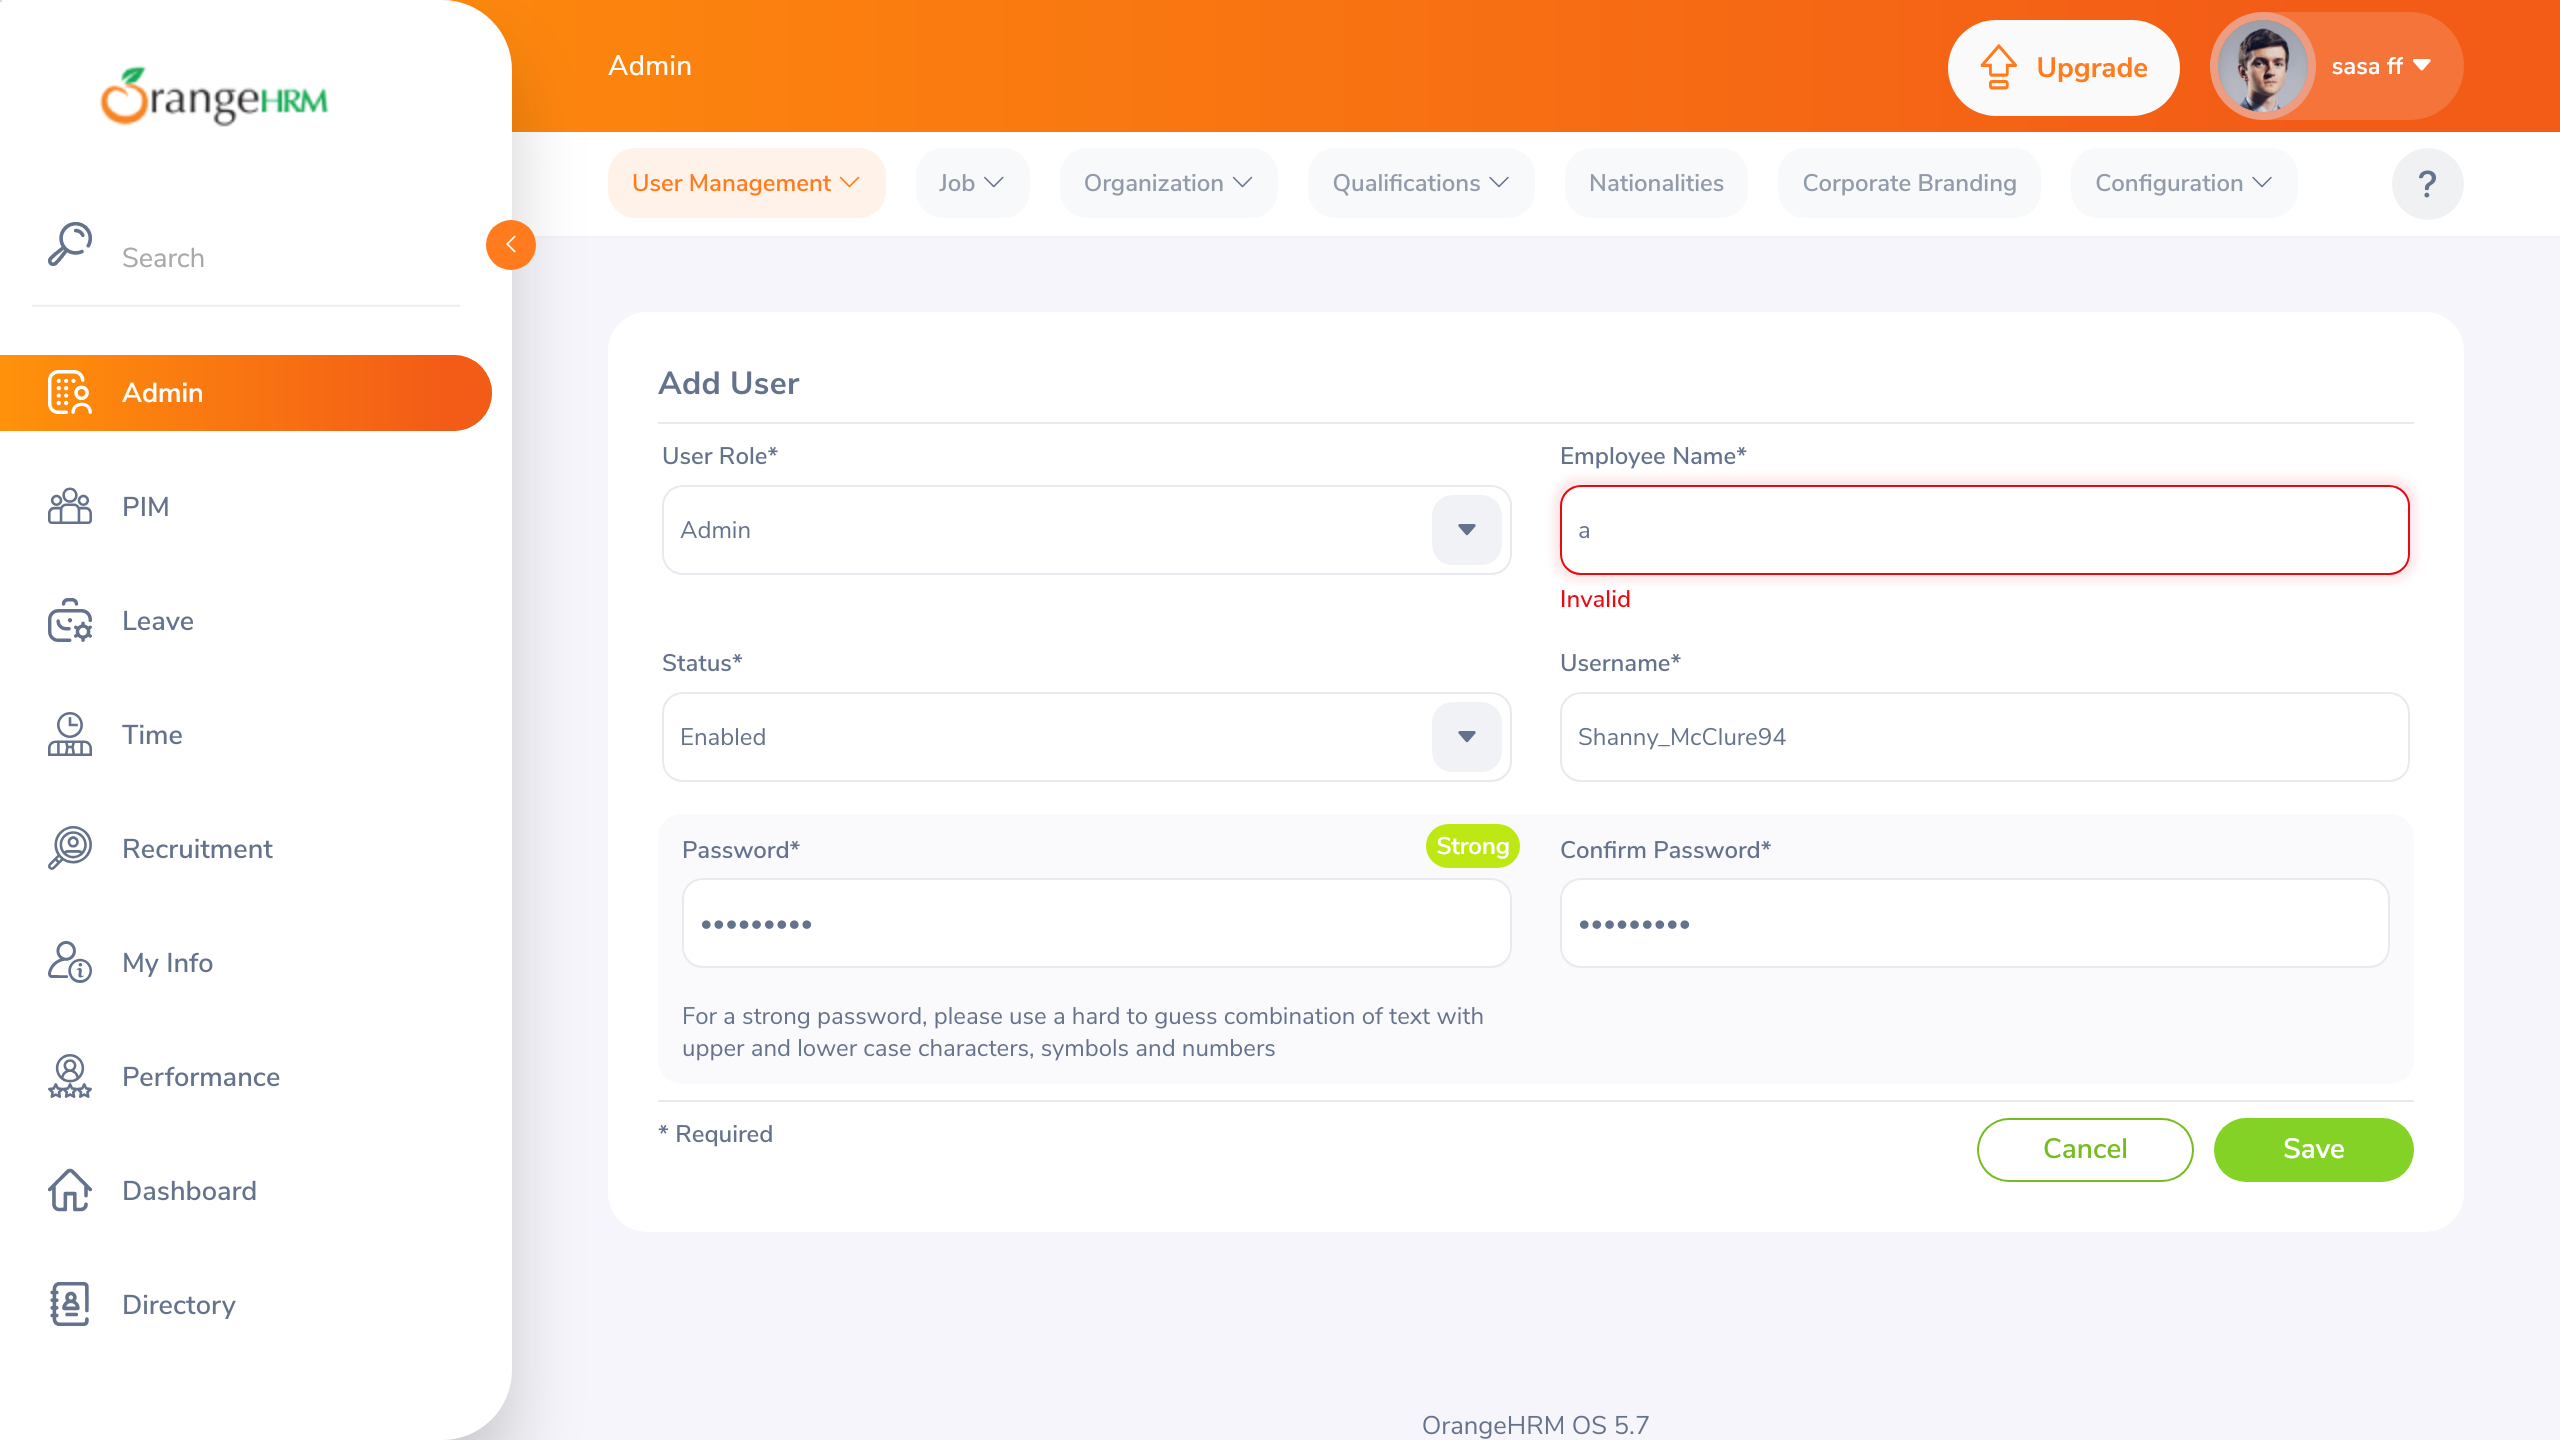 OrangeHRM
Admin
Upgrade
sasa ff
User Management
Job
Organization
Qualifications
Nationalities
Corporate Branding
Configuration
?
Search
Admin
PIM
Leave
Time
Recruitment
My Info
Performance
Dashboard
Directory
Add User
User Role*
Employee Name*
Admin
a
Invalid
Status*
Username*
Enabled
Shanny_McClure94
Password*
Strong
Confirm Password*
•••••••••
•••••••••
For a strong password, please use a hard to guess combination of text with
upper and lower case characters, symbols and numbers
* Required
Cancel
Save
OrangeHRM OS 5.7